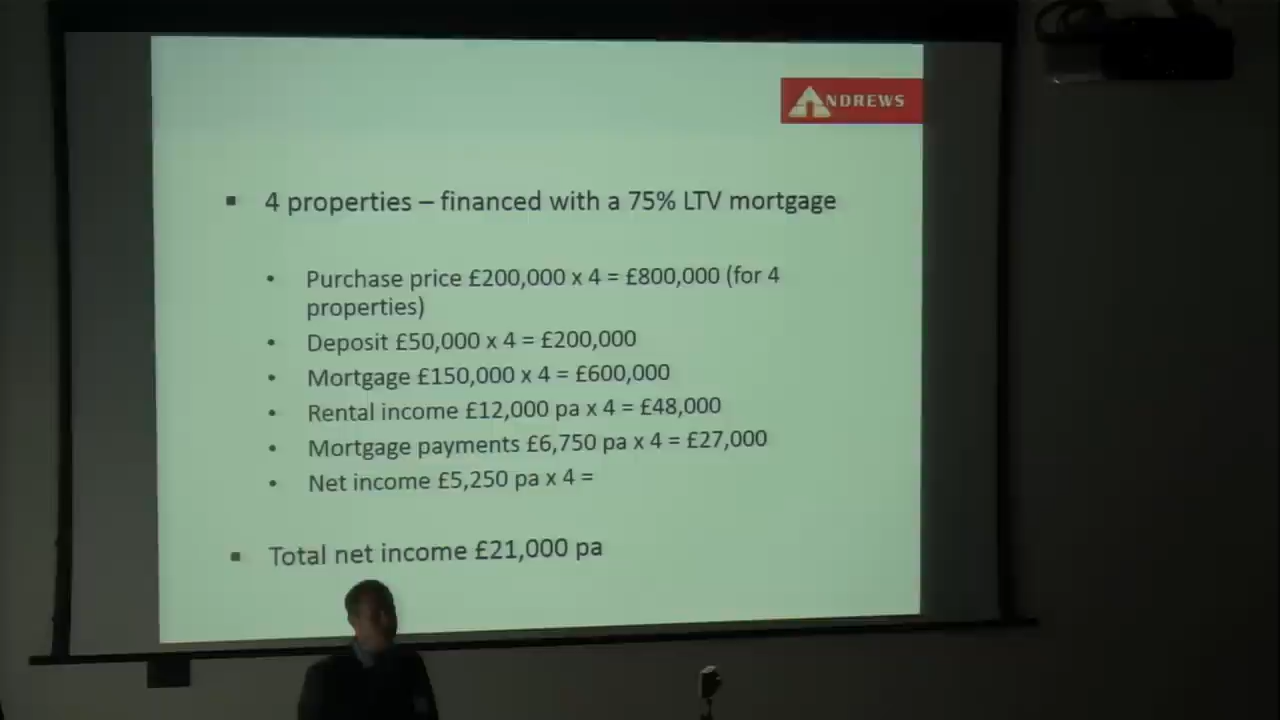 ANDREWS
▪ 4 properties – financed with a 75% LTV mortgage
• Purchase price £200,000 x 4 = £800,000 (for 4
properties)
• Deposit £50,000 x 4 = £200,000
• Mortgage £150,000 x 4 = £600,000
• Rental income £12,000 pa x 4 = £48,000
• Mortgage payments £6,750 pa x 4 = £27,000
• Net income £5,250 pa x 4 =
▪ Total net income £21,000 pa